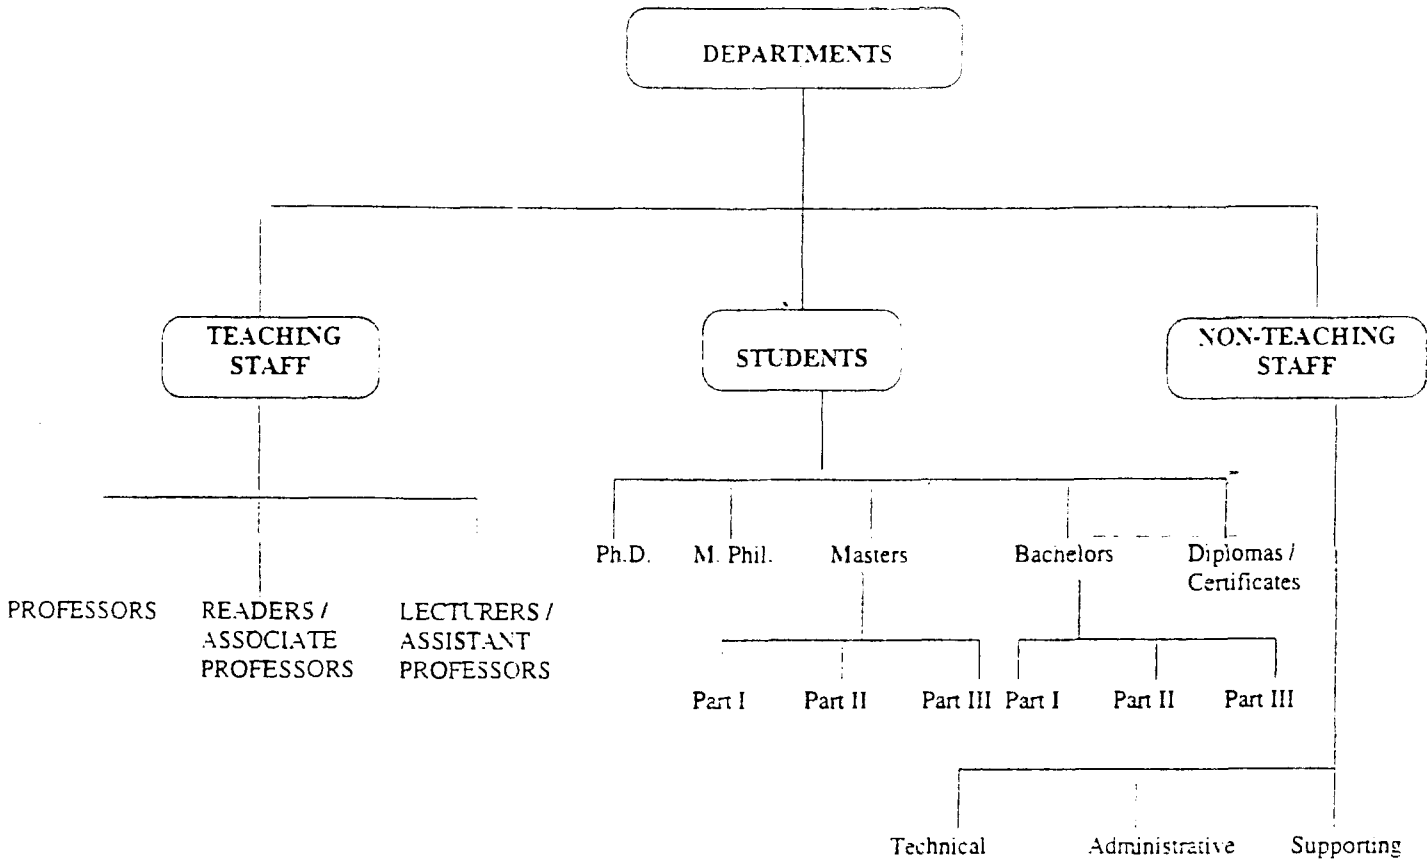 DEPARTMENTS
TEACHING
STAFF
STUDENTS
NON-TEACHING
STAFF
Ph.D.
M. Phil.
Masters
Bachelors
Diplomas /
Certificates
PROFESSORS
READERS /
ASSOCIATE
PROFESSORS
LECTURERS /
ASSISTANT
PROFESSORS
Part I
Part II
Part III
Part I
Part II
Part III
Technical
Administrative
Supporting